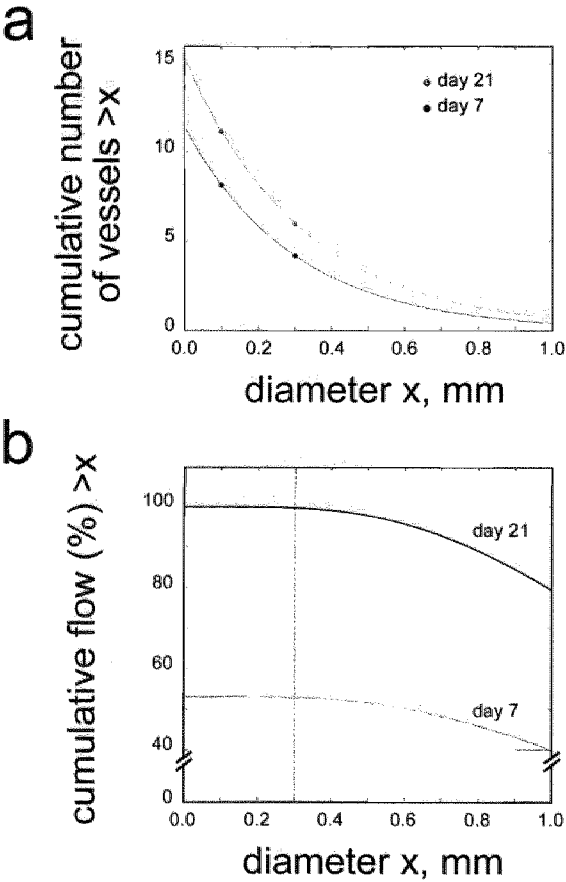 a
cumulative number
of vessels >x
15
10
5
0
day 21
day 7
0.0 0.2 0.4 0.6 0.8 1.0
diameter x, mm
b
cumulative flow (%) >x
100
80
60
40
0
day 21
day 7
0.0 0.2 0.4 0.6 0.8 1.0
diameter x, mm